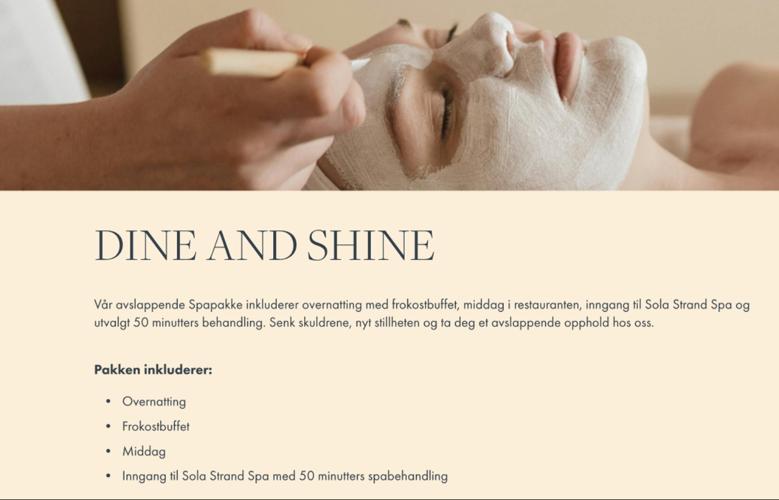 DINE AND SHINE
Vår avslappende Spapakke inkluderer overnatting med frokostbuffet, middag i restauranten, inngang til Sola Strand Spa og
utvalgt 50 minutters behandling. Senk skuldrene, nyt stillheten og ta deg et avslappende opphold hos oss.
Pakken inkluderer:
• Overnatting
• Frokostbuffet
• Middag
• Inngang til Sola Strand Spa med 50 minutters spabehandling